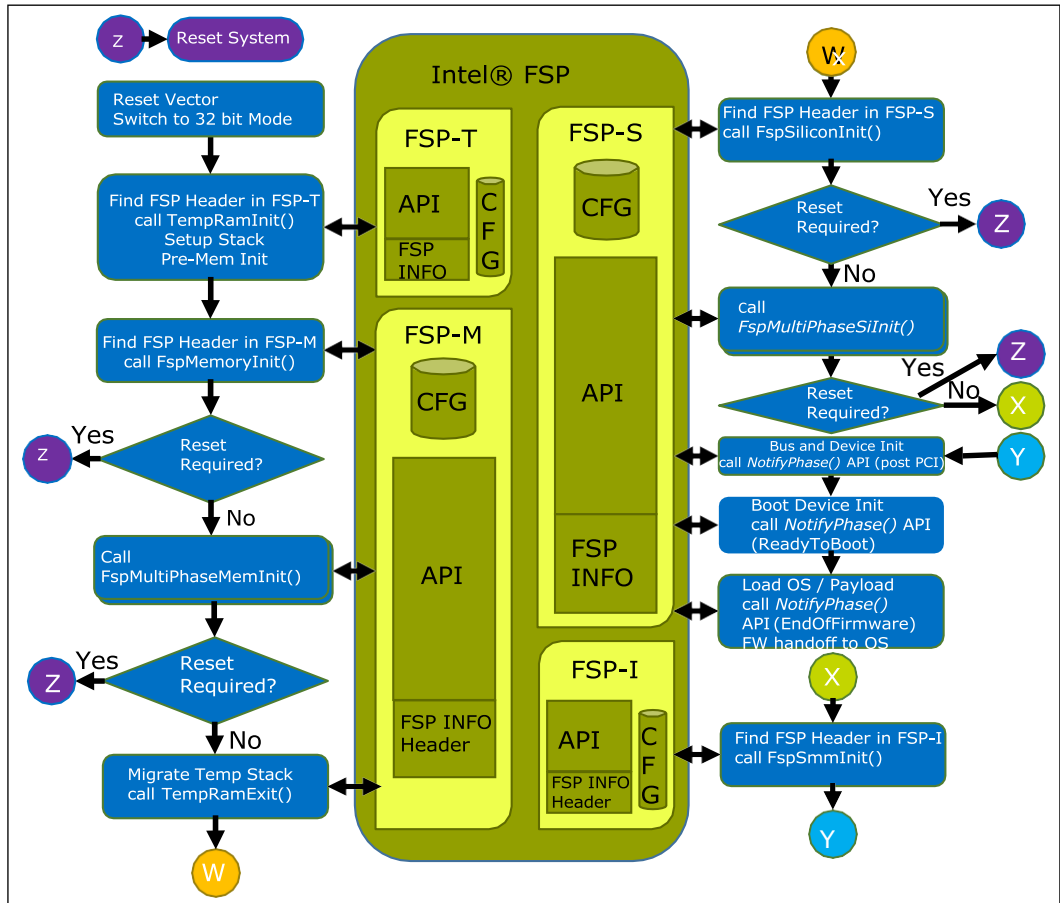 Z
Reset System
Reset Vector
Switch to 32 bit Mode
Find FSP Header in FSP-T
call TempRamInit()
Setup Stack
Pre-Mem Init
Find FSP Header in FSP-M
call FspMemoryInit()
Reset
Required?
Yes
Z
No
Call
FspMultiPhaseMemInit()
Reset
Required?
Yes
Z
No
Migrate Temp Stack
call TempRamExit()
W
Intel® FSP
FSP-T
API
FSP
INFO
C
F
G
FSP-M
CFG
API
FSP INFO
Header
FSP-S
CFG
API
FSP
INFO
FSP-I
API
FSP INFO
Header
C
F
G
W
X
Find FSP Header in FSP-S
call FspSiliconInit()
Reset
Required?
Yes
Z
No
call
FspMultiPhaseSiInit()
Reset
Required?
Yes
Z
No
X
Bus and Device Init
call NotifyPhase() API (post PCI)
Y
Boot Device Init
call NotifyPhase() API
(ReadyToBoot)
Load OS / Payload
call NotifyPhase()
API (EndOfFirmware)
FW handoff to OS
X
Find FSP Header in FSP-I
call FspSmmInit()
Y